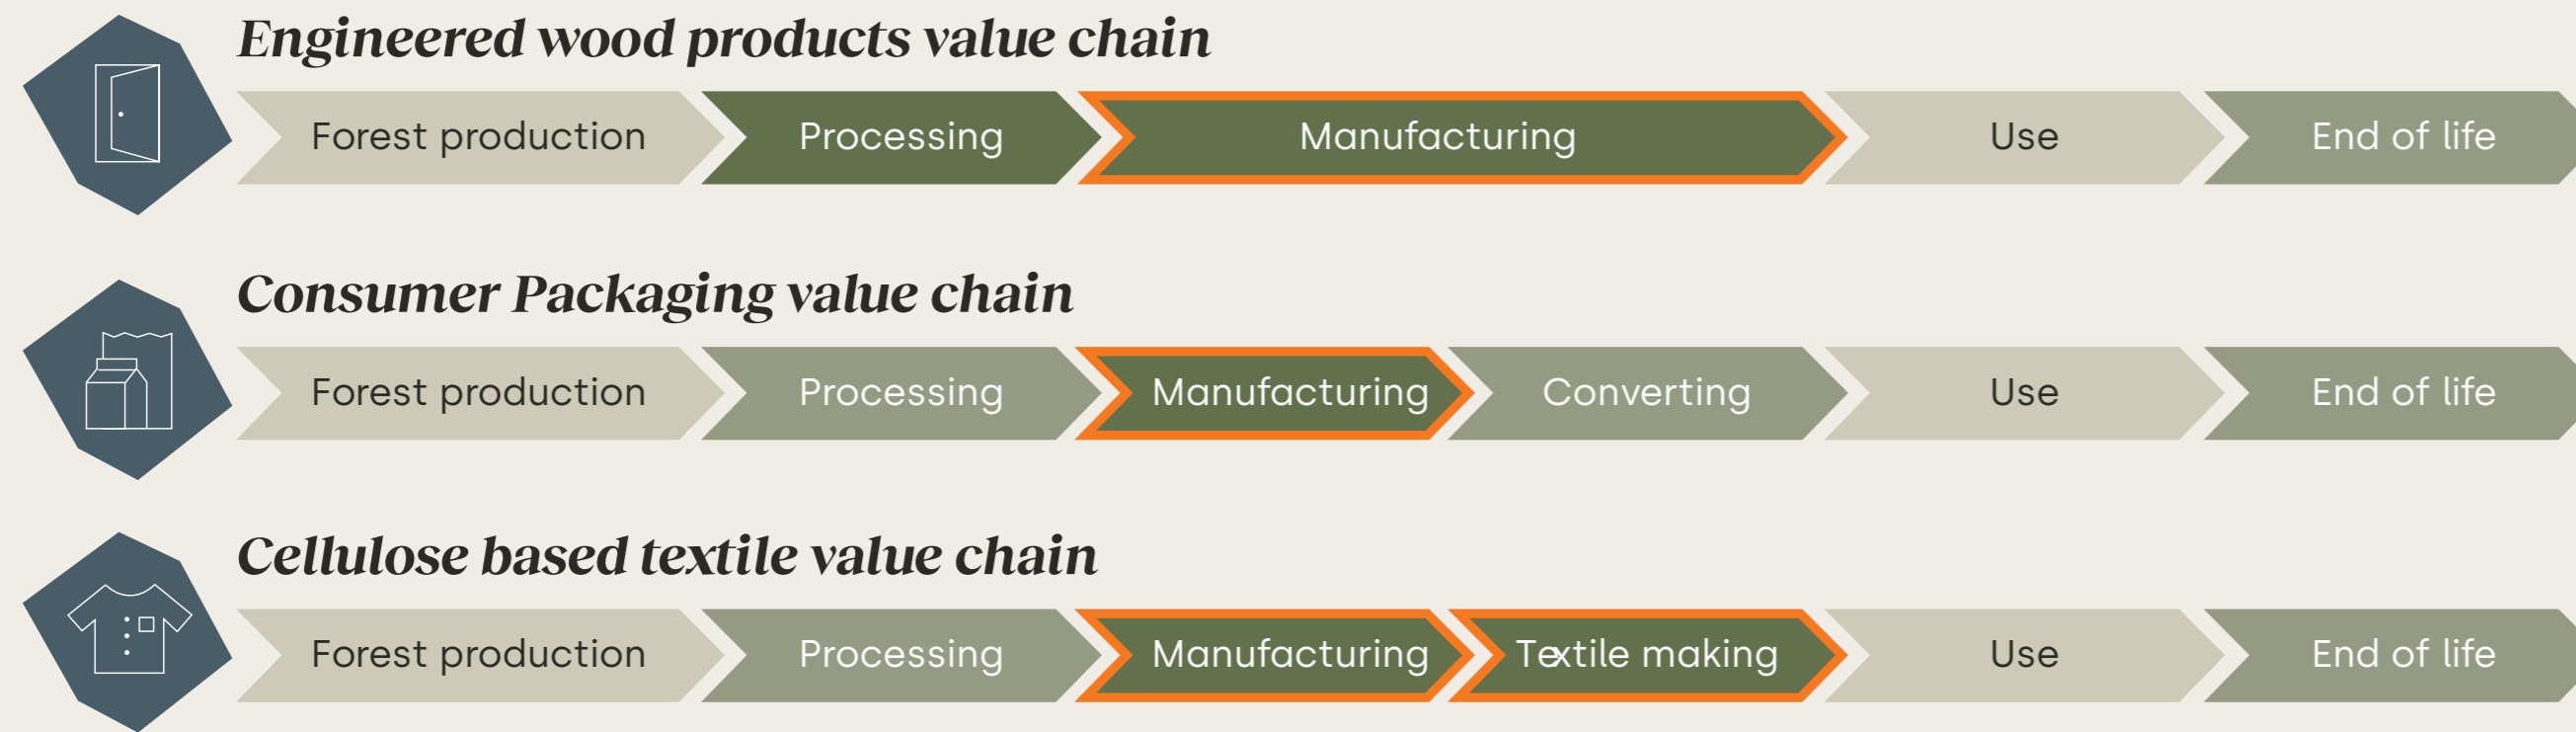 Engineered wood products value chain
Forest production Processing Manufacturing Use End of life
Consumer Packaging value chain
Forest production Processing Manufacturing Converting Use End of life
Cellulose based textile value chain
Forest production Processing Manufacturing Textile making Use End of life